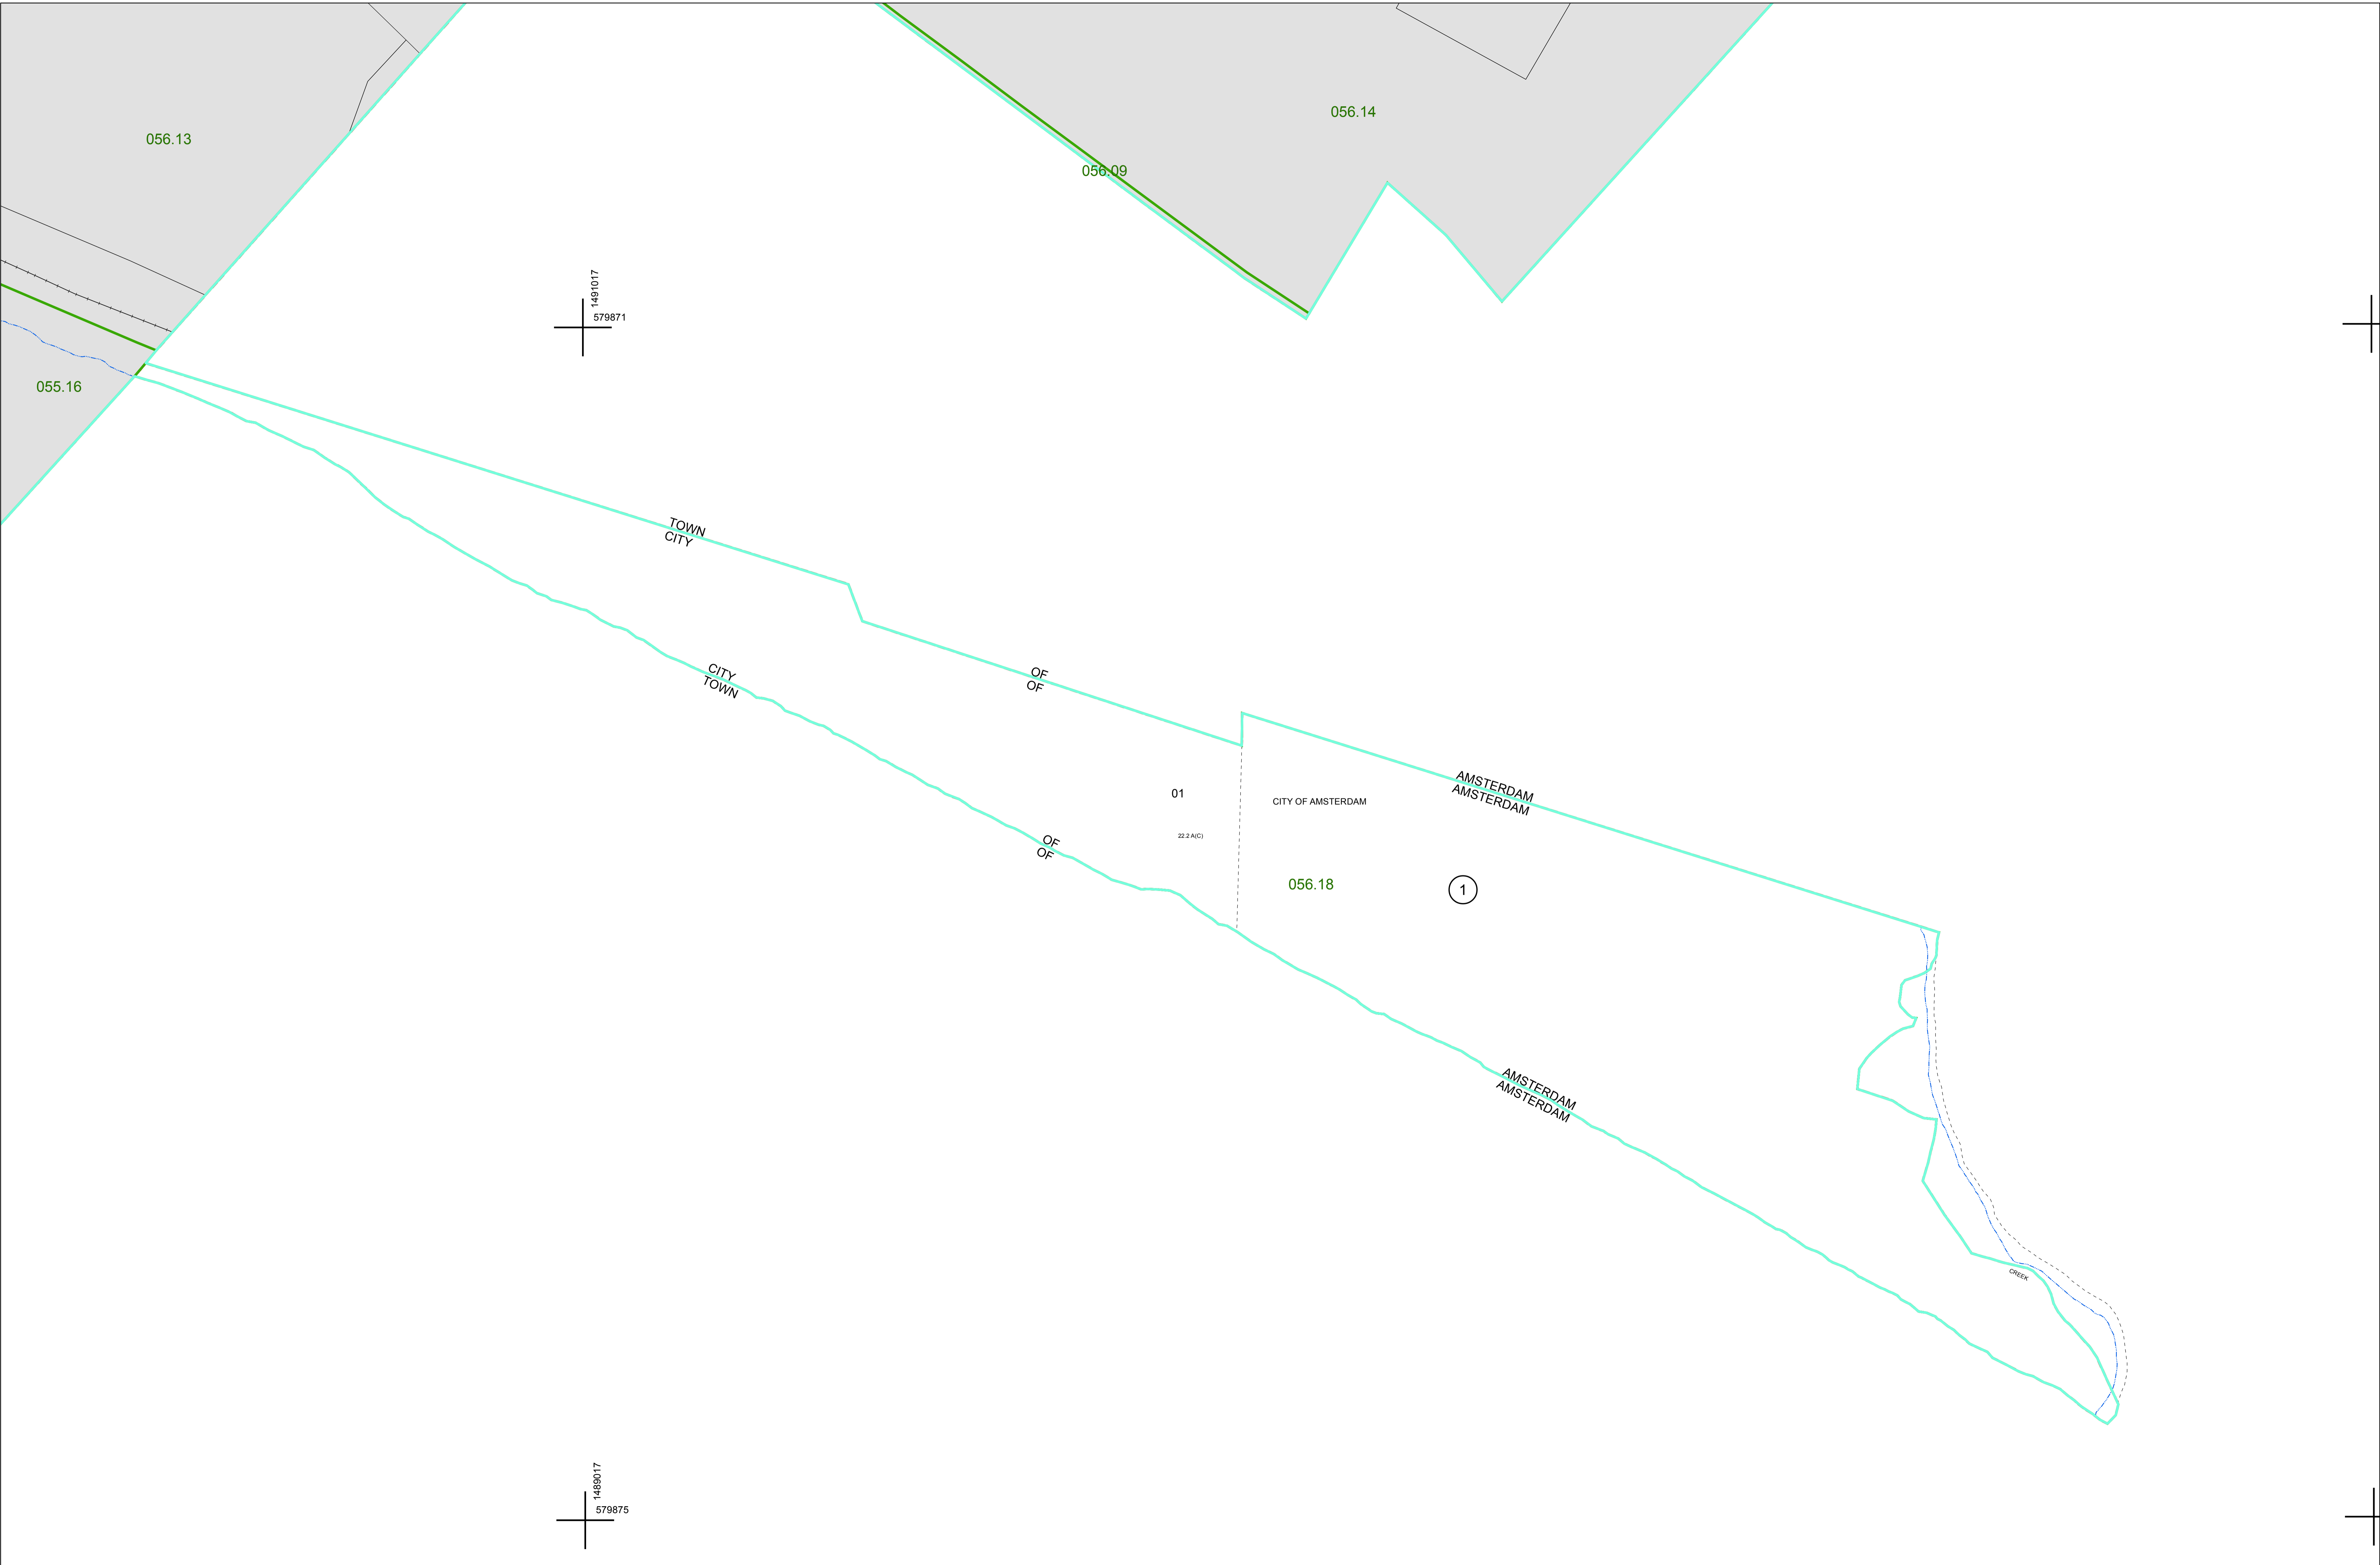 056.13
056.14
056.09
1491017
579871
055.16
TOWN
CITY
CITY
TOWN
OF
OF
AMSTERDAM
AMSTERDAM
01
CITY OF AMSTERDAM
22.2 A(C)
OF
OF
056.18
1
AMSTERDAM
AMSTERDAM
CREEK
1489017
579875